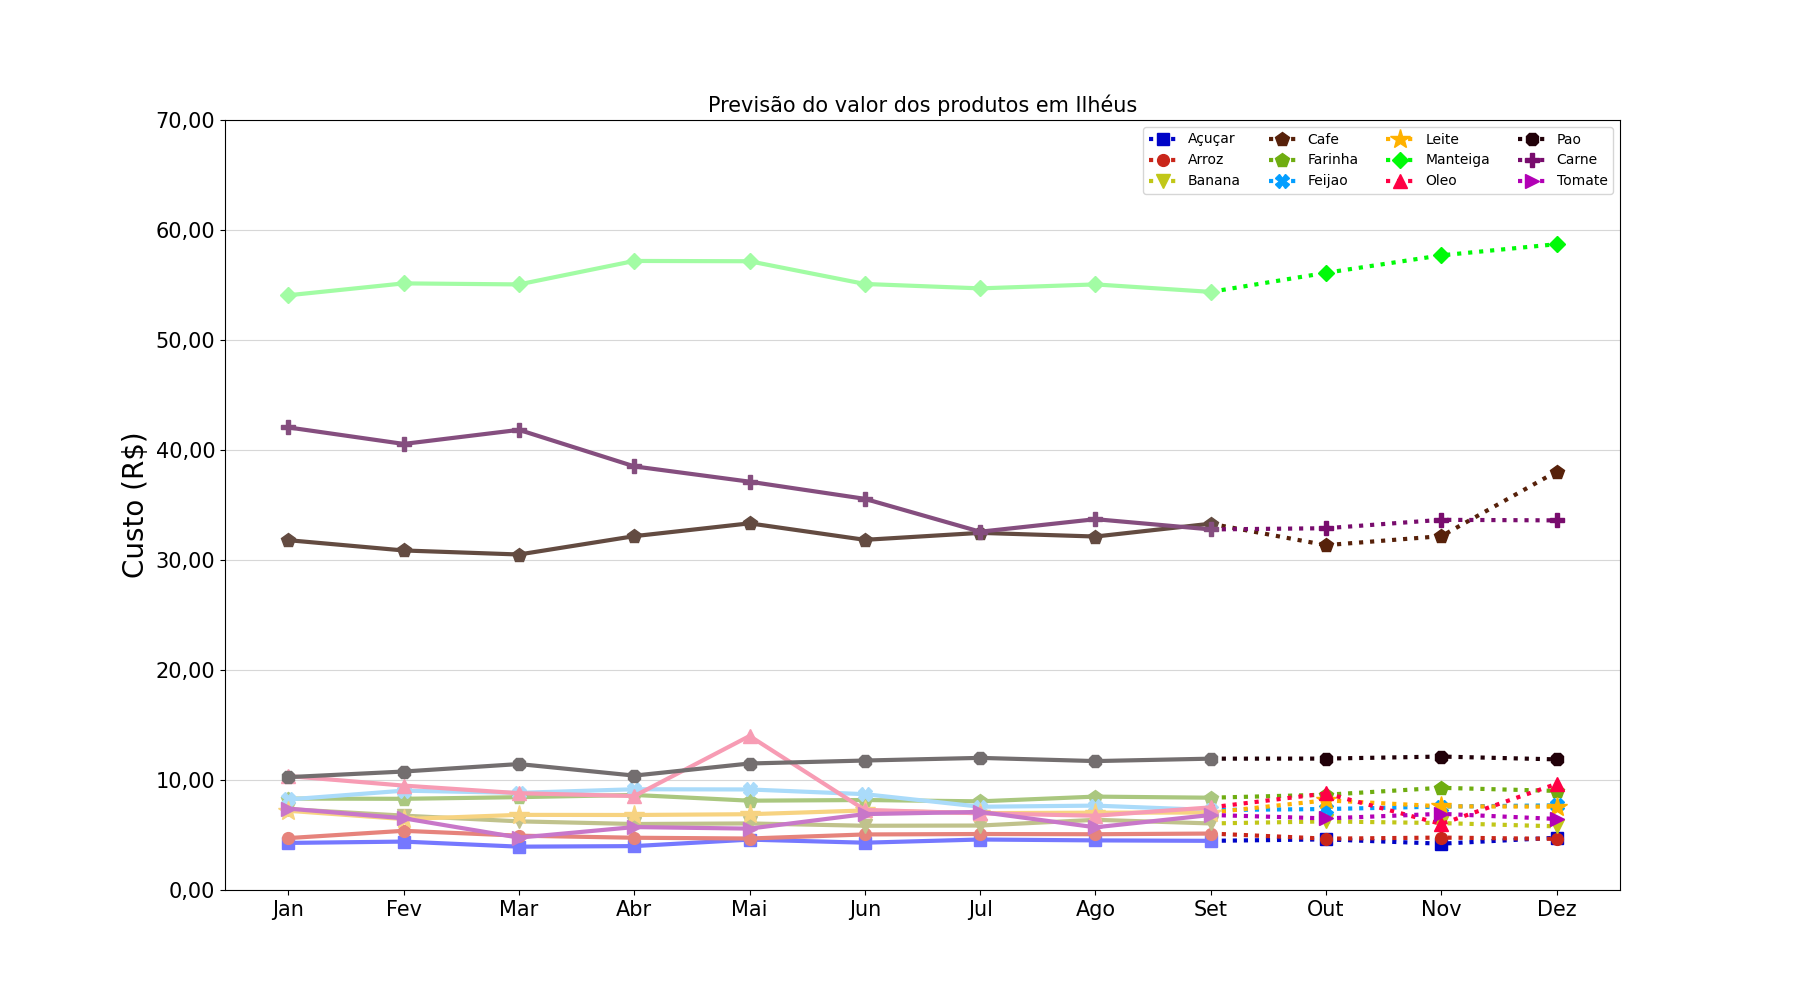 Previsão do valor dos produtos em Ilhéus
70,00
60,00
50,00
40,00
30,00
20,00
10,00
0,00
Custo (R$)
Açuçar Cafe Leite Pao
Arroz Farinha Manteiga Carne
Banana Feijao Oleo Tomate
Jan Fev Mar Abr Mai Jun Jul Ago Set Out Nov Dez